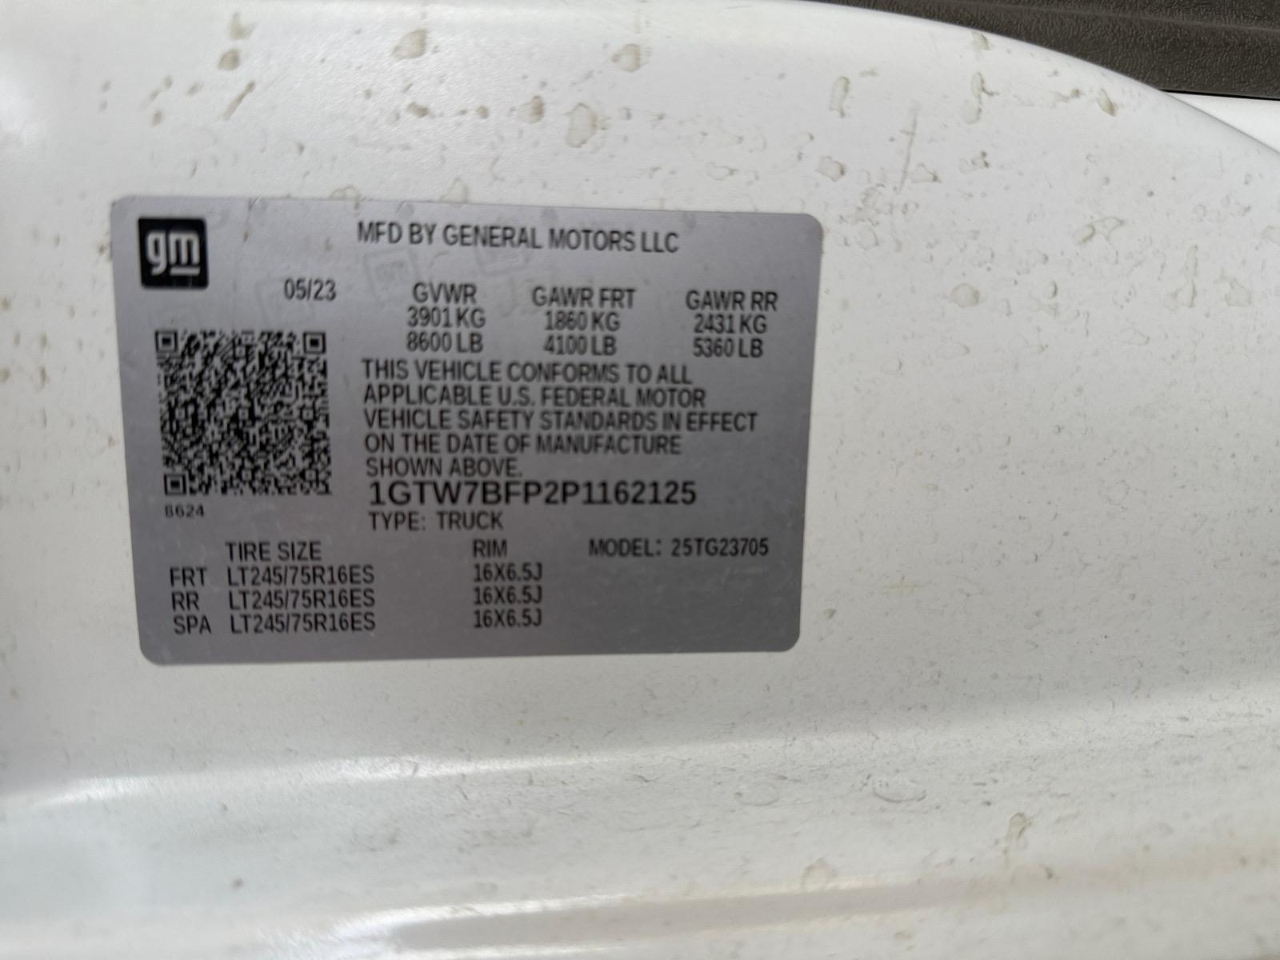 gm
MFD BY GENERAL MOTORS LLC
05/23 GVWR GAWR FRT GAWR RR
3901 KG 1860 KG 2431 KG
8600 LB 4100 LB 5360 LB
THIS VEHICLE CONFORMS TO ALL
APPLICABLE U.S. FEDERAL MOTOR
VEHICLE SAFETY STANDARDS IN EFFECT
ON THE DATE OF MANUFACTURE
SHOWN ABOVE.
1GTW7BFP2P1162125
8624
TYPE: TRUCK
TIRE SIZE RIM MODEL: 25TG23705
FRT LT245/75R16ES 16X6.5J
RR LT245/75R16ES 16X6.5J
SPA LT245/75R16ES 16X6.5J